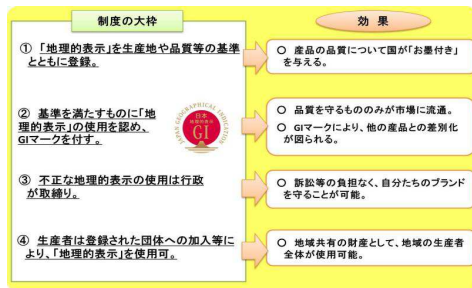 制度の大枠
効果
① 「地理的表示」を生産地や品質等の基準
とともに登録。
○ 産品の品質について国が「お墨付き」
を与える。
② 基準を満たすものに「地
理的表示」の使用を認め、
GIマークを付す。
JAPAN GEOGRAPHICAL INDICATION
日本
地理的表示
GI
○ 品質を守るもののみが市場に流通。
○ GIマークにより、他の産品との差別化
が図られる。
③ 不正な地理的表示の使用は行政
が取締り。
○ 訴訟等の負担なく、自分たちのブランド
を守ることが可能。
④ 生産者は登録された団体への加入等に
より、「地理的表示」を使用可。
○ 地域共有の財産として、地域の生産者
全体が使用可能。